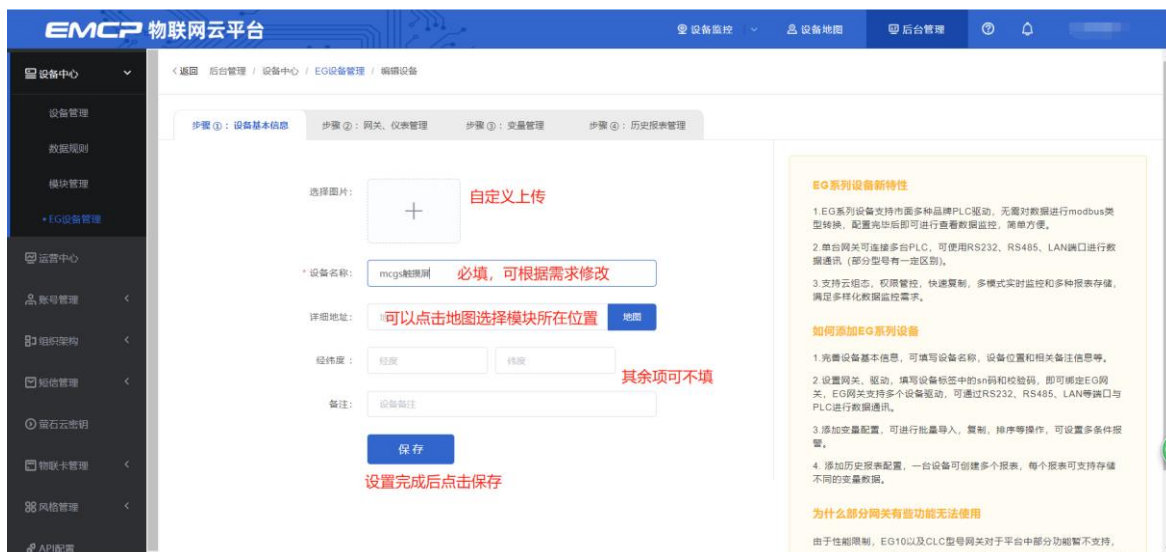 EMCP 物联网云平台
设备监控
设备地图
后台管理
设备中心
设备管理
数据规则
模块管理
•EG设备管理
运营中心
账号管理
组织架构
短信管理
萤石云密钥
物联卡管理
风格管理
API配置
<返回 后台管理 / 设备中心 / EG设备管理 / 编辑设备
步骤①：设备基本信息
步骤②：网关、仪表管理
步骤③：变量管理
步骤④：历史报表管理
选择图片：
自定义上传
* 设备名称：
mcgs触摸屏
必填，可根据需求修改
详细地址：
可以点击地图选择模块所在位置
地图
经纬度：
经度
纬度
其余项可不填
备注：
设备备注
保存
设置完成后点击保存
EG系列设备新特性
1.EG系列设备支持市面多种品牌PLC驱动，无需对数据进行modbus类
型转换，配置完毕后即可进行查看数据监控，简单方便。
2.单台网关可连接多台PLC，可使用RS232、RS485、LAN端口进行数
据通讯（部分型号有一定区别）。
3.支持云组态，权限管控，快速复制，多模式实时监控和多种报表存储，
满足多样化数据监控需求。
如何添加EG系列设备
1.完善设备基本信息，可填写设备名称，设备位置和相关备注信息等。
2.设置网关、驱动，填写设备标签中的sn码和校验码，即可绑定EG网
关，EG网关支持多个设备驱动，可通过RS232、RS485、LAN等端口与
PLC进行数据通讯。
3.添加变量配置，可进行批量导入，复制，排序等操作，可设置多条件报
警。
4. 添加历史报表配置，一台设备可创建多个报表，每个报表可支持存储
不同的变量数据。
为什么部分网关有些功能无法使用
由于性能限制，EG10以及CLC型号网关对于平台中部分功能暂不支持，